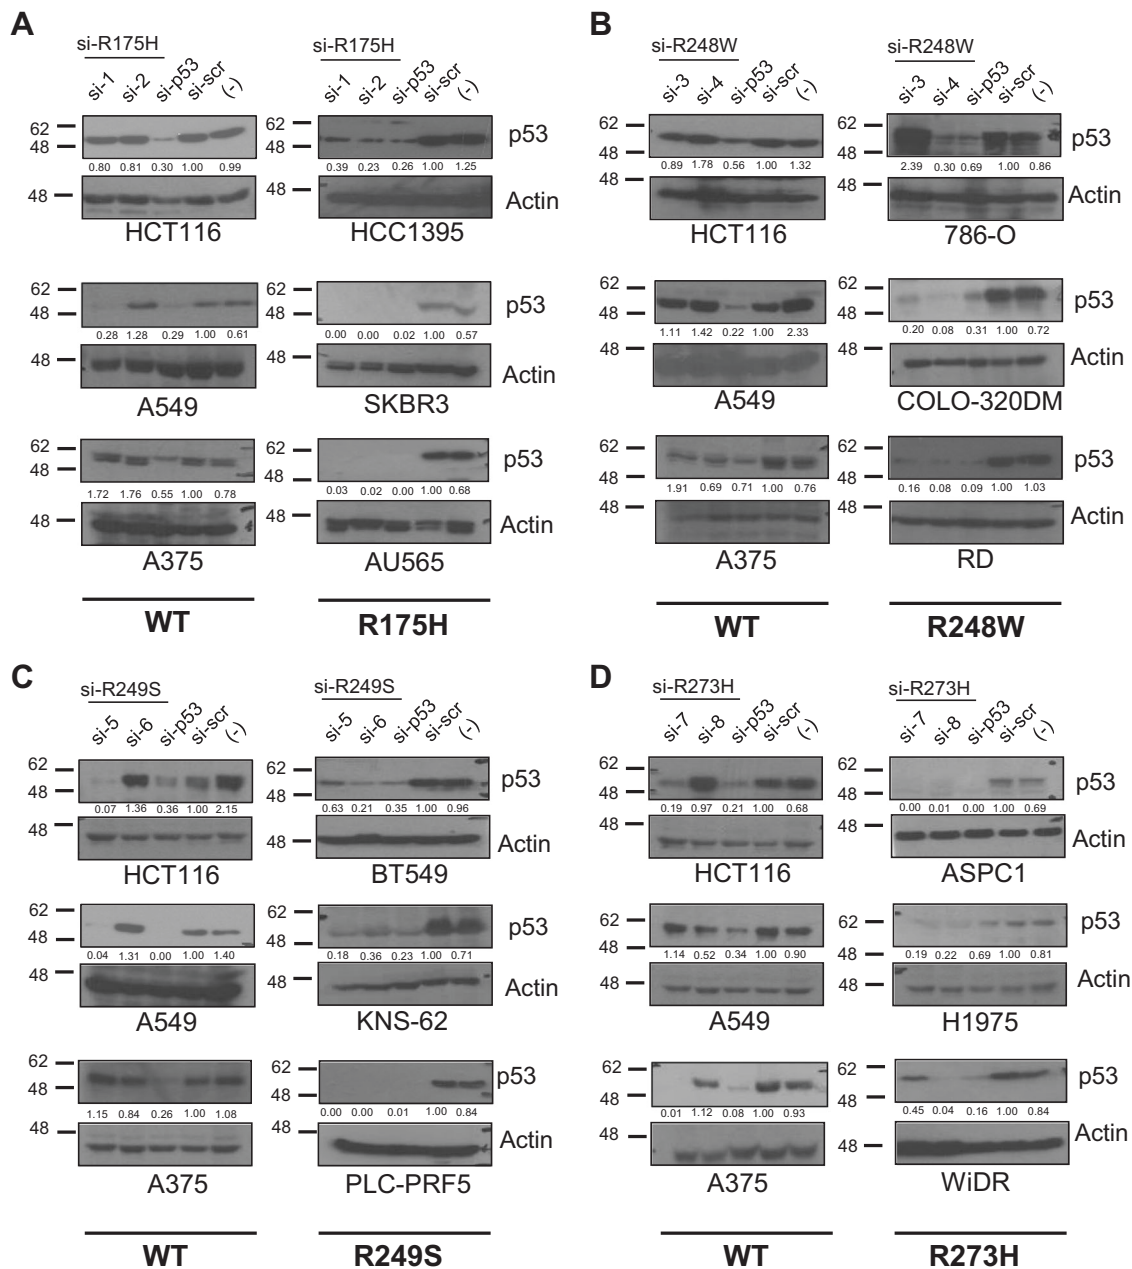 A
si-R175H
si-1 si-2 si-p53 si-scr (-)
62
48
0.80 0.81 0.30 1.00 0.99
48
HCT116
si-R175H
si-1 si-2 si-p53 si-scr (-)
62
48
p53
0.39 0.23 0.26 1.00 1.25
48
Actin
HCC1395
62
48
0.28 1.28 0.29 1.00 0.61
48
A549
62
48
p53
0.00 0.00 0.02 1.00 0.57
48
Actin
SKBR3
62
48
1.72 1.76 0.55 1.00 0.78
48
A375
62
48
p53
0.03 0.02 0.00 1.00 0.68
48
Actin
AU565
WT
R175H
B
si-R248W
si-3 si-4 si-p53 si-scr (-)
62
48
0.89 1.78 0.56 1.00 1.32
48
HCT116
si-R248W
si-3 si-4 si-p53 si-scr (-)
62
48
p53
2.39 0.30 0.69 1.00 0.86
48
Actin
786-O
62
48
1.11 1.42 0.22 1.00 2.33
48
A549
62
48
p53
0.20 0.08 0.31 1.00 0.72
48
Actin
COLO-320DM
62
48
1.91 0.69 0.71 1.00 0.76
48
A375
62
48
p53
0.16 0.08 0.09 1.00 1.03
48
Actin
RD
WT
R248W
C
si-R249S
si-5 si-6 si-p53 si-scr (-)
62
48
0.07 1.36 0.36 1.00 2.15
48
HCT116
si-R249S
si-5 si-6 si-p53 si-scr (-)
62
48
p53
0.63 0.21 0.35 1.00 0.96
48
Actin
BT549
62
48
0.04 1.31 0.00 1.00 1.40
48
A549
62
48
p53
0.18 0.36 0.23 1.00 0.71
48
Actin
KNS-62
62
48
1.15 0.84 0.26 1.00 1.08
48
A375
62
48
p53
0.00 0.00 0.01 1.00 0.84
48
Actin
PLC-PRF5
WT
R249S
D
si-R273H
si-7 si-8 si-p53 si-scr (-)
62
48
0.19 0.97 0.21 1.00 0.68
48
HCT116
si-R273H
si-7 si-8 si-p53 si-scr (-)
62
48
p53
0.00 0.01 0.00 1.00 0.69
48
Actin
ASPC1
62
48
1.14 0.52 0.34 1.00 0.90
48
A549
62
48
p53
0.19 0.22 0.69 1.00 0.81
48
Actin
H1975
62
48
0.01 1.12 0.08 1.00 0.93
48
A375
62
48
p53
0.45 0.04 0.16 1.00 0.84
48
Actin
WiDR
WT
R273H